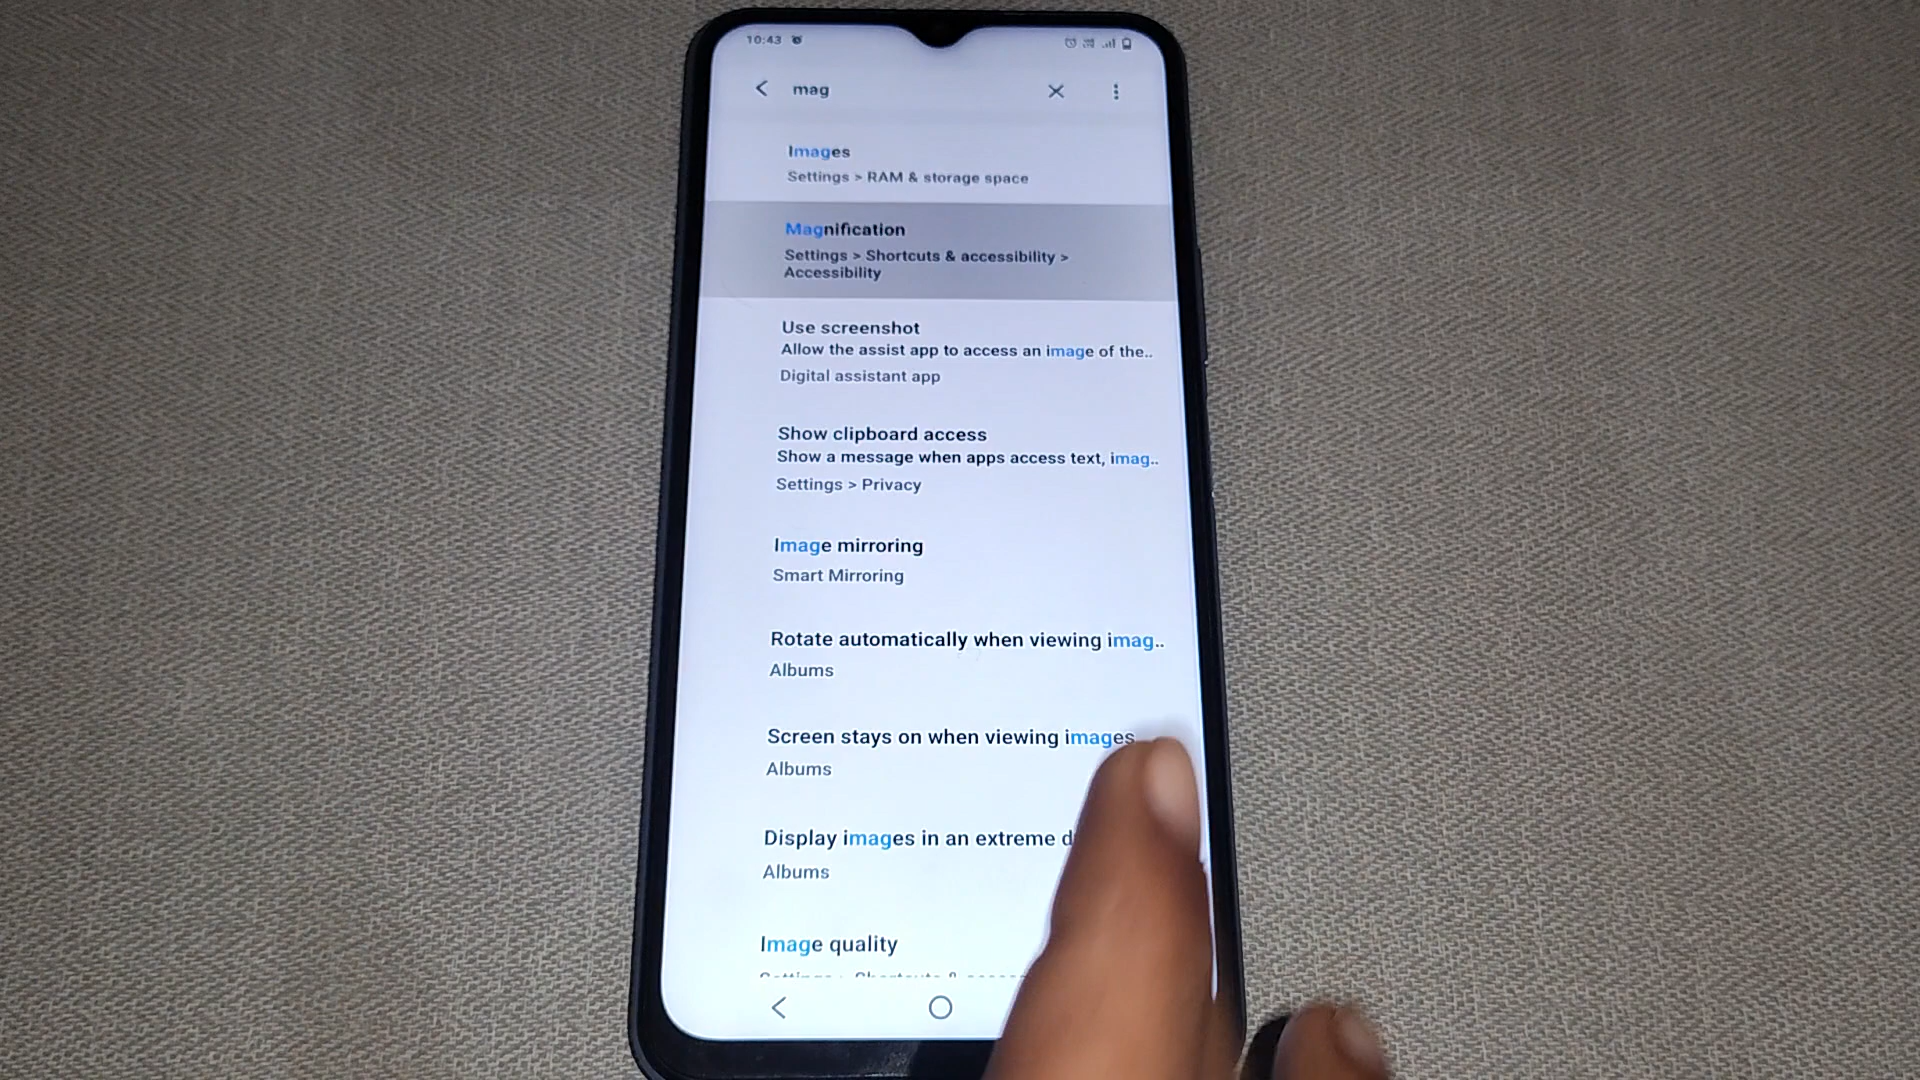 10:43
mag
Images
Settings > RAM & storage space
Magnification
Settings > Shortcuts & accessibility >
Accessibility
Use screenshot
Allow the assist app to access an image of the..
Digital assistant app
Show clipboard access
Show a message when apps access text, imag..
Settings > Privacy
Image mirroring
Smart Mirroring
Rotate automatically when viewing imag..
Albums
Screen stays on when viewing images
Albums
Display images in an extreme d
Albums
Image quality